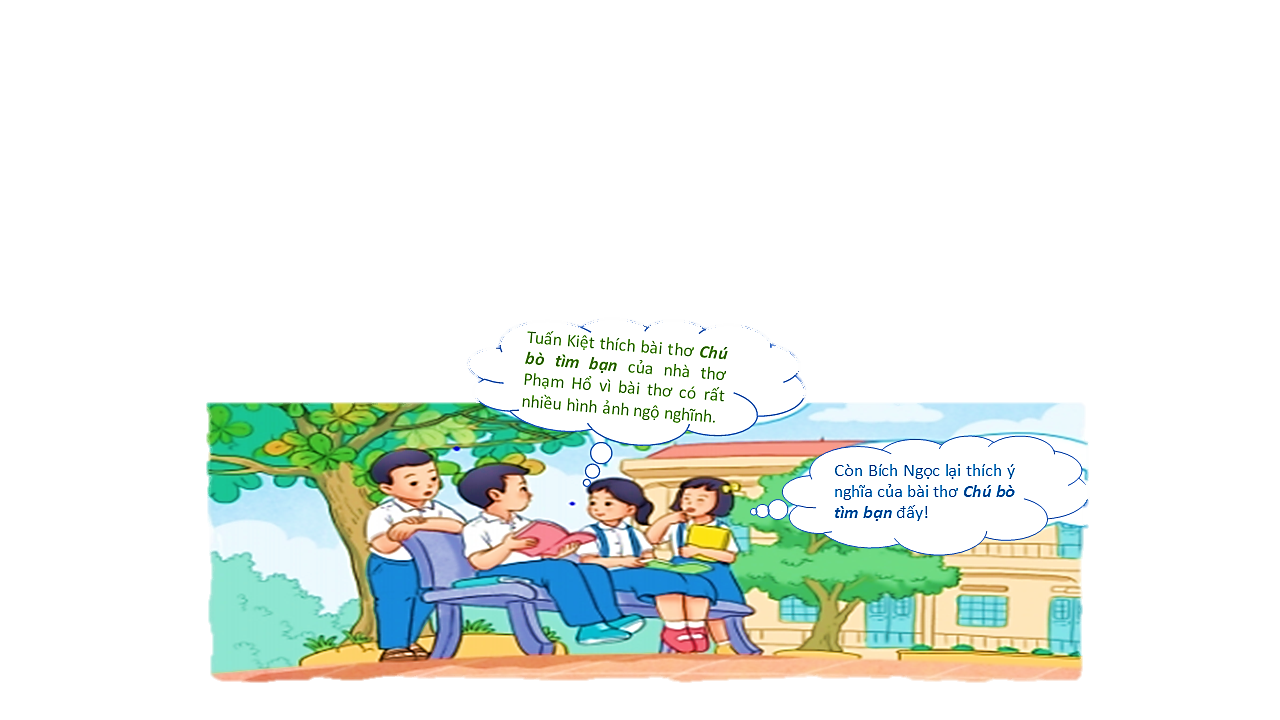 Tuấn Kiệt thích bài thơ Chú
bò tìm bạn của nhà thơ
Phạm Hổ vì bài thơ có rất
nhiều hình ảnh ngộ nghĩnh.
Còn Bích Ngọc lại thích ý
nghĩa của bài thơ Chú bò
tìm bạn đấy!